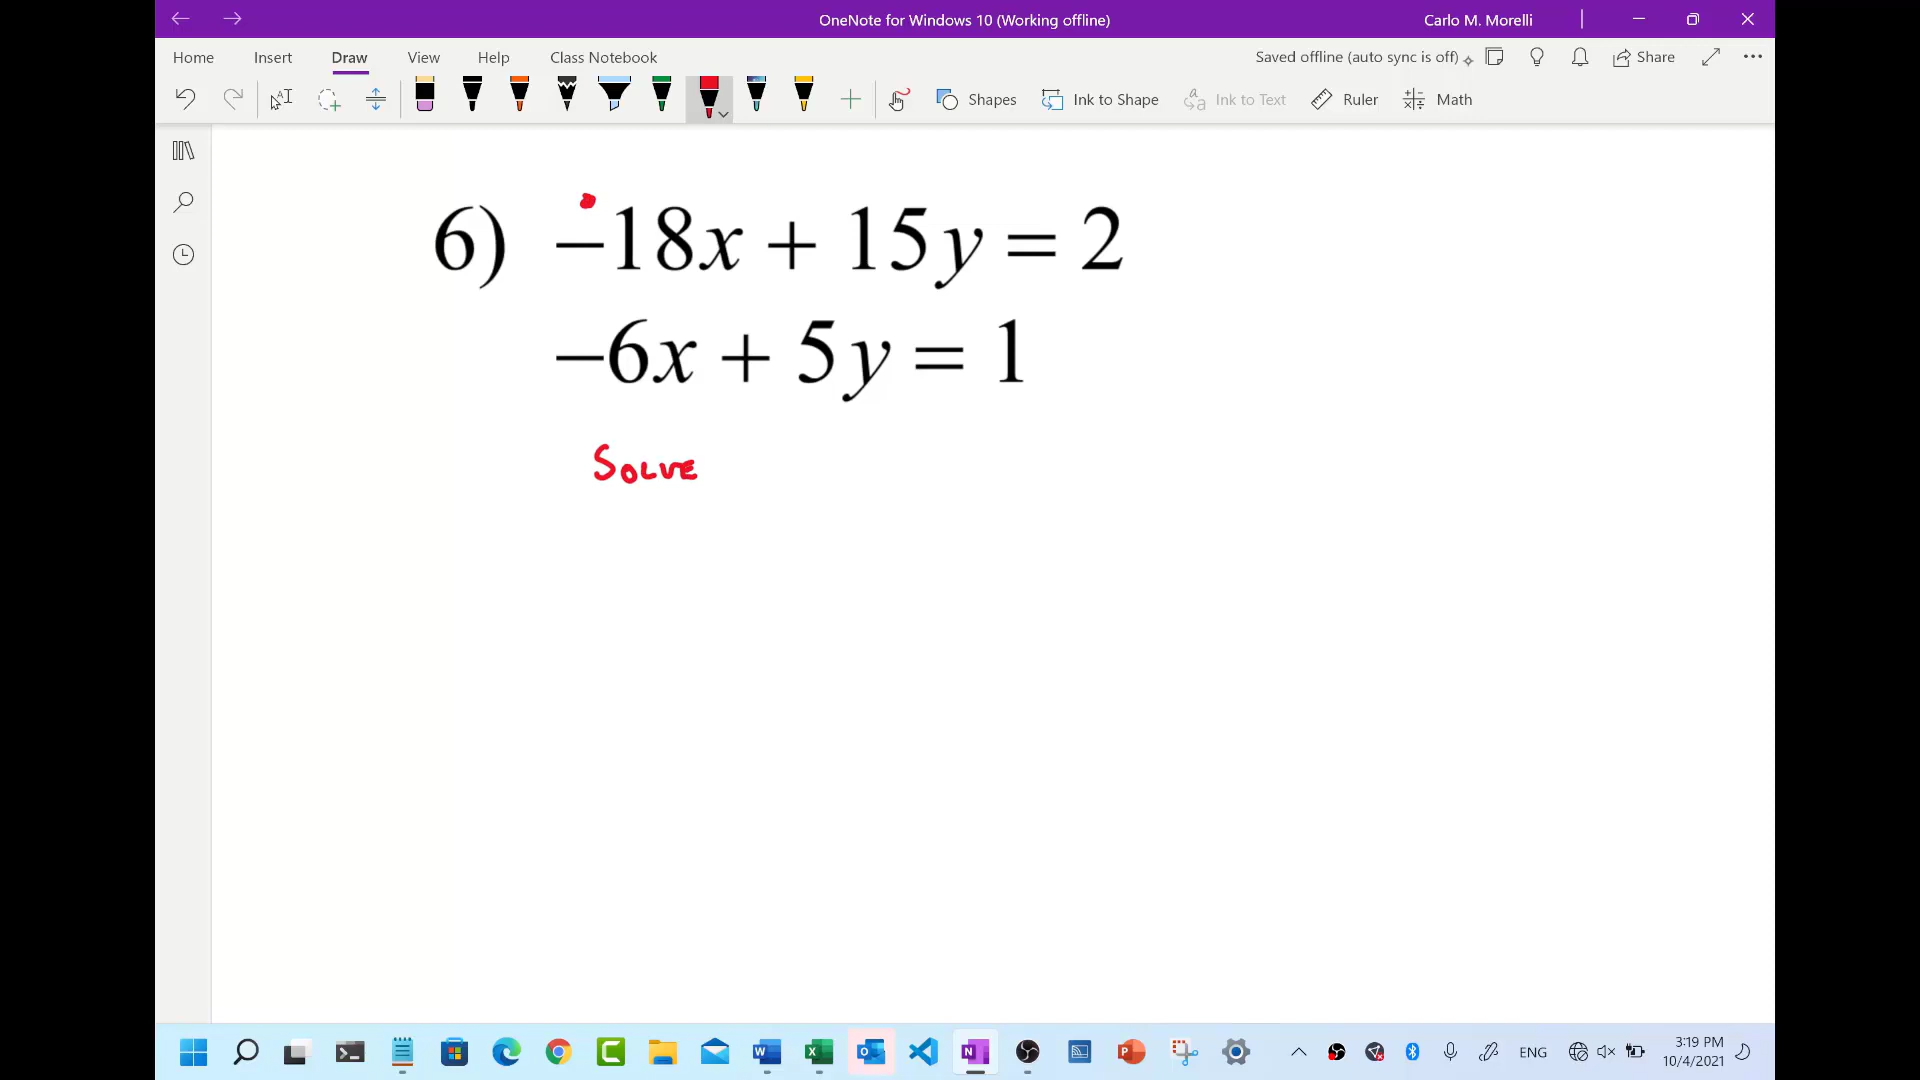 OneNote for Windows 10 (Working offline)
Carlo M. Morelli
Home Insert Draw View Help Class Notebook
Saved offline (auto sync is off)
Share
Shapes Ink to Shape Ink to Text Ruler Math
6) −18x + 15y = 2
−6x + 5y = 1
SOLVE
ENG
3:19 PM
10/4/2021